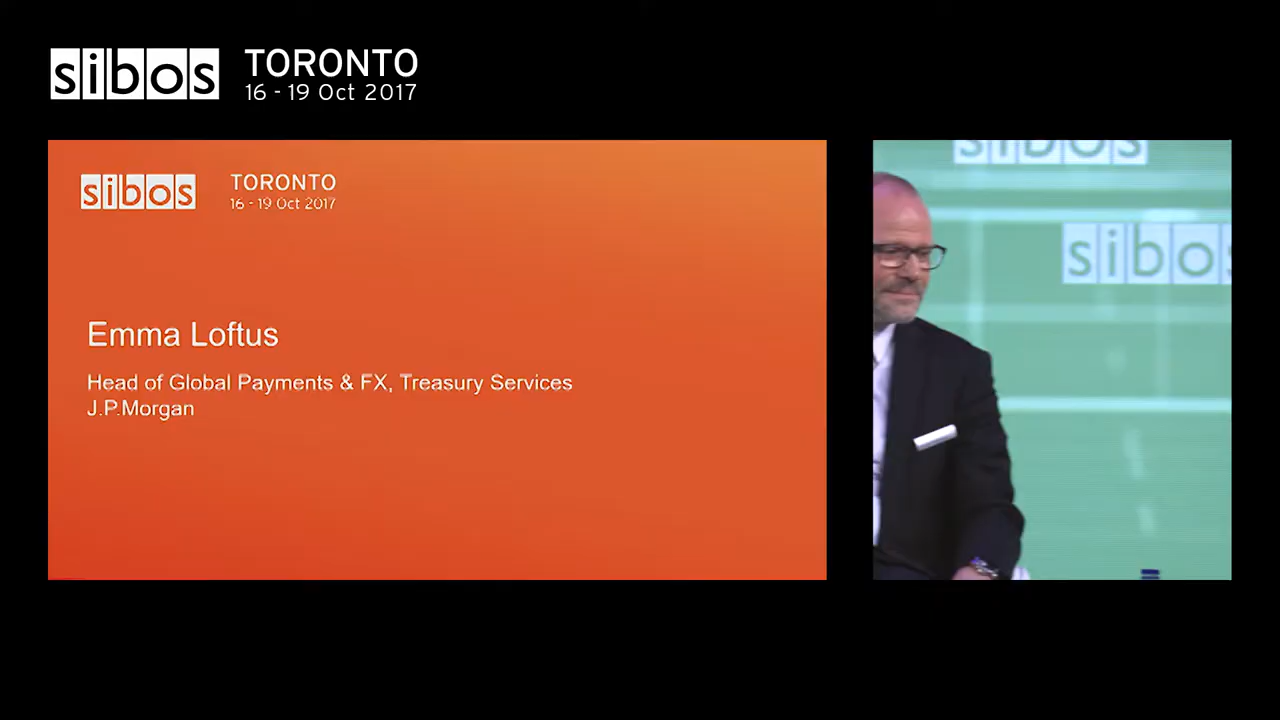 sibos TORONTO
16 - 19 Oct 2017
sibos TORONTO
16 - 19 Oct 2017
Emma Loftus
Head of Global Payments & FX, Treasury Services
J.P.Morgan
sibos
sibos